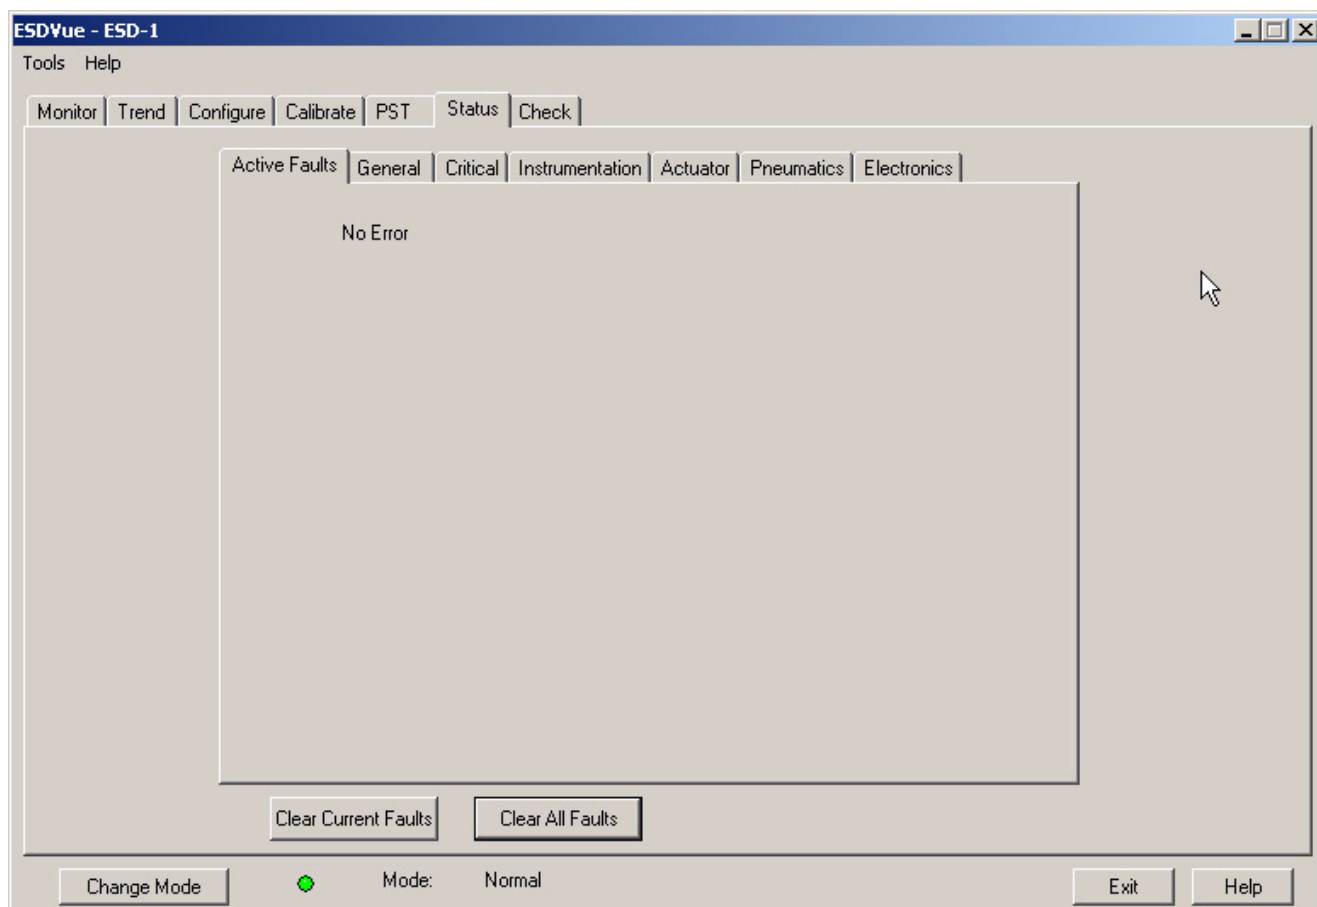 ESDVue - ESD-1
Tools Help
Monitor Trend Configure Calibrate PST Status Check
Active Faults General Critical Instrumentation Actuator Pneumatics Electronics
No Error
Clear Current Faults Clear All Faults
Change Mode Mode: Normal Exit Help